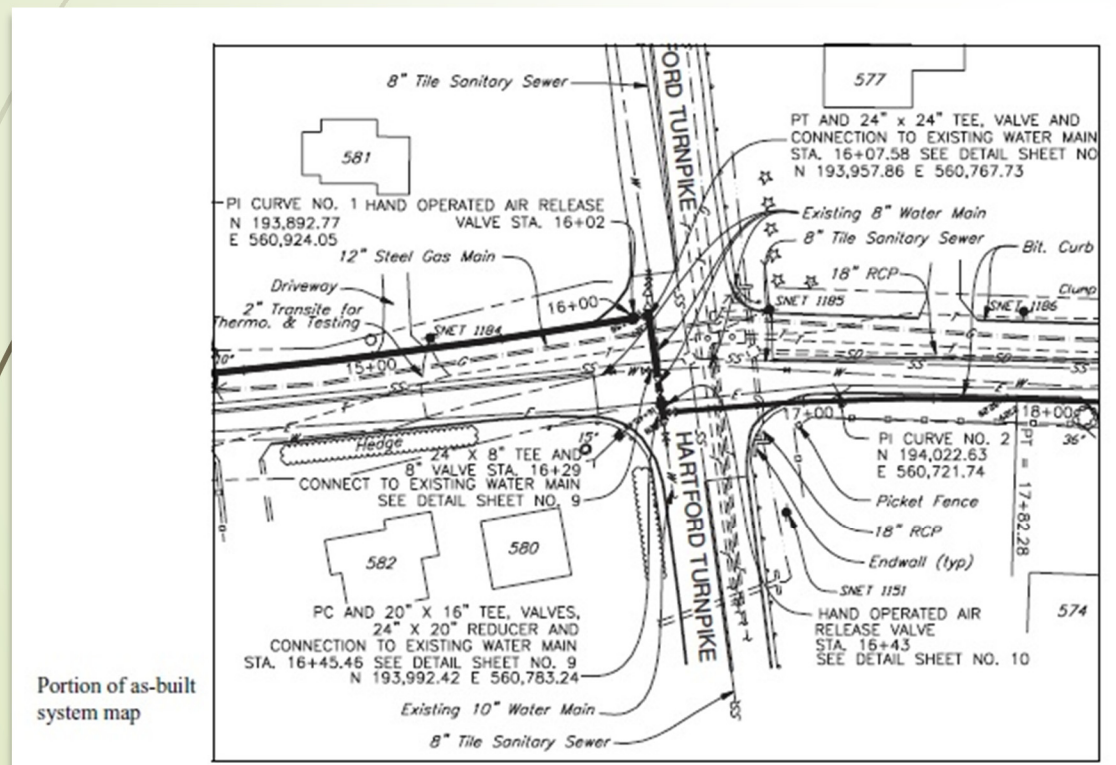 8" Tile Sanitary Sewer
FORD TURNPIKE
577
581
PT AND 24" x 24" TEE, VALVE AND
CONNECTION TO EXISTING WATER MAIN
STA. 16+07.58 SEE DETAIL SHEET NO
N 193,957.86 E 560,767.73
PI CURVE NO. 1
N 193,892.77
E 560,924.05
HAND OPERATED AIR RELEASE
VALVE STA. 16+02
Existing 8" Water Main
8" Tile Sanitary Sewer
Bit. Curb
12" Steel Gas Main
18" RCP
Driveway
Clump
2" Transite for
Thermo. & Testing
16+00
SNET 1185
SNET 1186
SNET 1184
15+00
17+00
18+00
Hedge
15"
36"
24" X 8" TEE AND
8" VALVE STA. 16+29
CONNECT TO EXISTING WATER MAIN
SEE DETAIL SHEET NO. 9
PI CURVE NO. 2
N 194,022.63
E 560,721.74
PT = 17+82.28
Picket Fence
18" RCP
Endwall (typ)
HARTFORD TURNPIKE
582
580
SNET 1151
574
PC AND 20" X 16" TEE, VALVES,
24" X 20" REDUCER AND
CONNECTION TO EXISTING WATER MAIN
STA. 16+45.46 SEE DETAIL SHEET NO. 9
N 193,992.42 E 560,783.24
HAND OPERATED AIR
RELEASE VALVE
STA. 16+43
SEE DETAIL SHEET NO. 10
Existing 10" Water Main
8" Tile Sanitary Sewer
Portion of as-built
system map